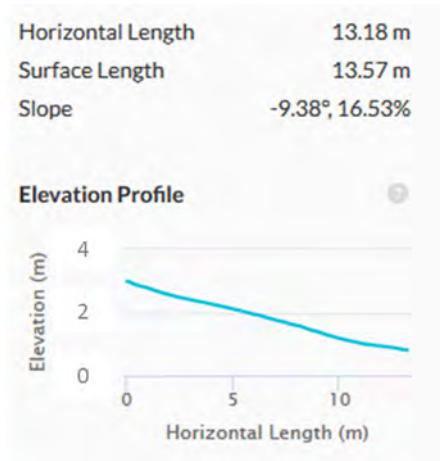 Horizontal Length 13.18 m
Surface Length 13.57 m
Slope -9.38°, 16.53%
Elevation Profile ?
Elevation (m)
4
2
0
0 5 10
Horizontal Length (m)